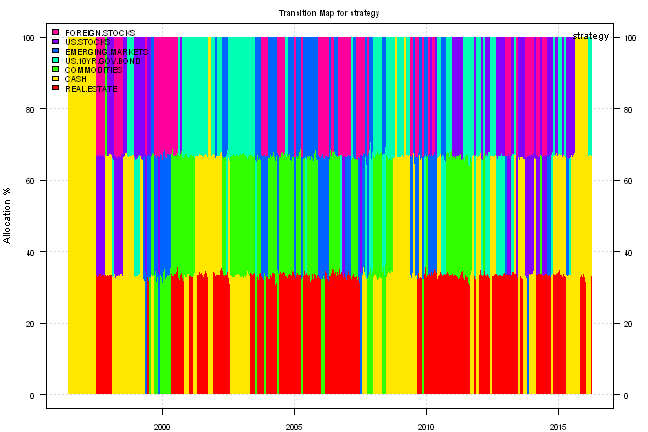 Transition Map for strategy
strategy
FOREIGN.STOCKS
US.STOCKS
EMERGING.MARKETS
US.10YR.GOV.BOND
COMMODITIES
CASH
REAL.ESTATE
Allocation %
100
80
60
40
20
0
100
80
60
40
20
0
2000 2005 2010 2015